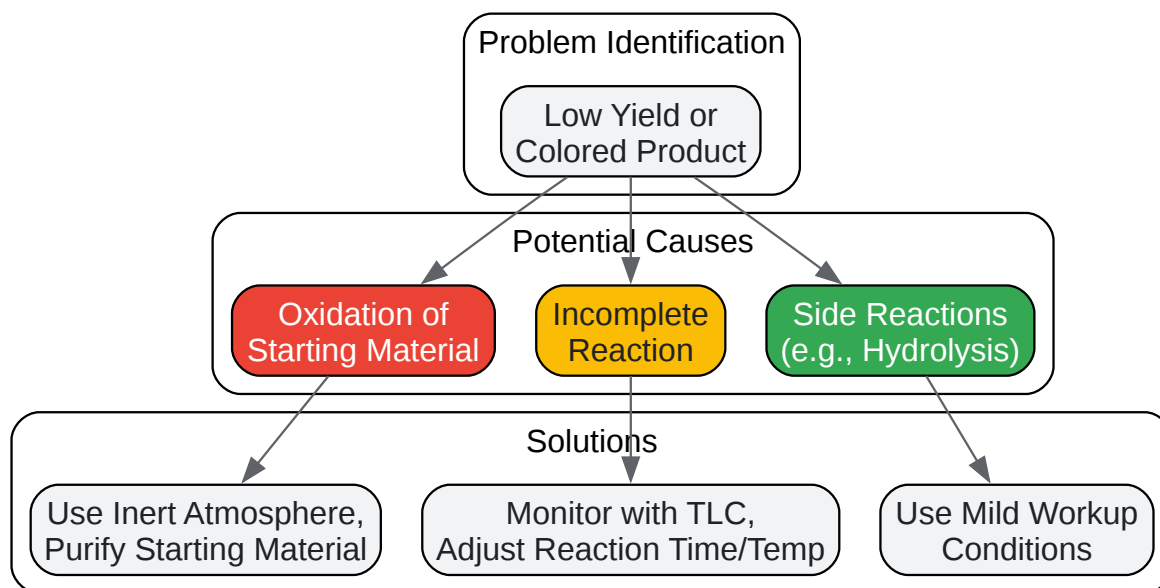 Problem Identification
Low Yield or
Colored Product
Potential Causes
Oxidation of
Starting Material
Incomplete
Reaction
Side Reactions
(e.g., Hydrolysis)
Solutions
Use Inert Atmosphere,
Purify Starting Material
Monitor with TLC,
Adjust Reaction Time/Temp
Use Mild Workup
Conditions